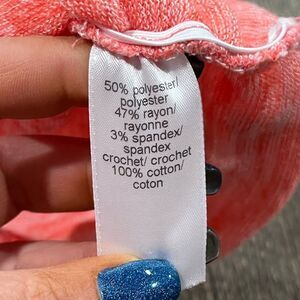 50% polyester/
polyester
47% rayon/
rayonne
3% spandex/
spandex
crochet/ crochet
100% cotton/
coton